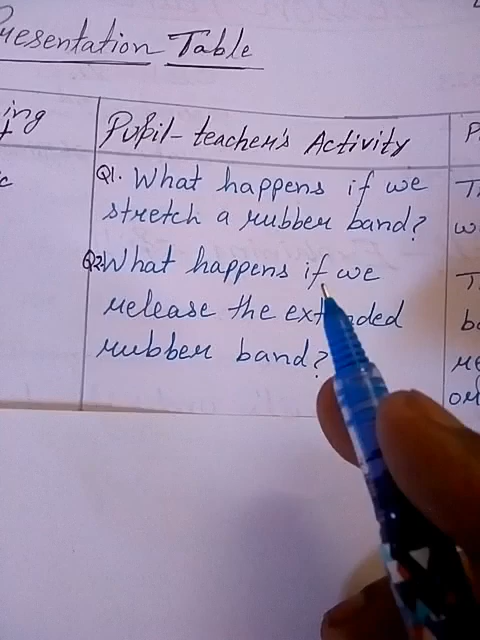 Presentation Table
ing
Pupil-teacher's Activity
P
Q1. What happens if we
stretch a rubber band?
Q2. What happens if we
release the extended
rubber band?